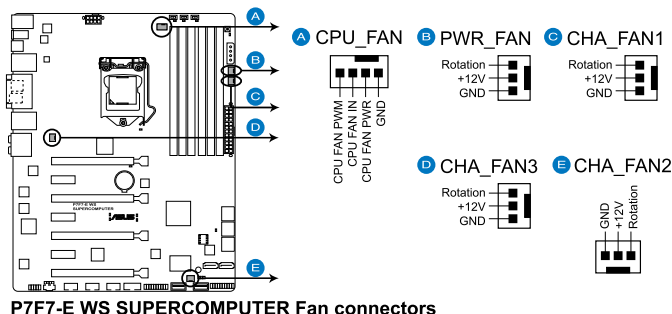 A
B
C
D
E
P7F7-E WS
SUPERCOMPUTER
/ISUS
A CPU_FAN
CPU FAN PWM
CPU FAN IN
CPU FAN PWR
GND
B PWR_FAN
Rotation
+12V
GND
C CHA_FAN1
Rotation
+12V
GND
D CHA_FAN3
Rotation
+12V
GND
E CHA_FAN2
GND
+12V
Rotation
P7F7-E WS SUPERCOMPUTER Fan connectors